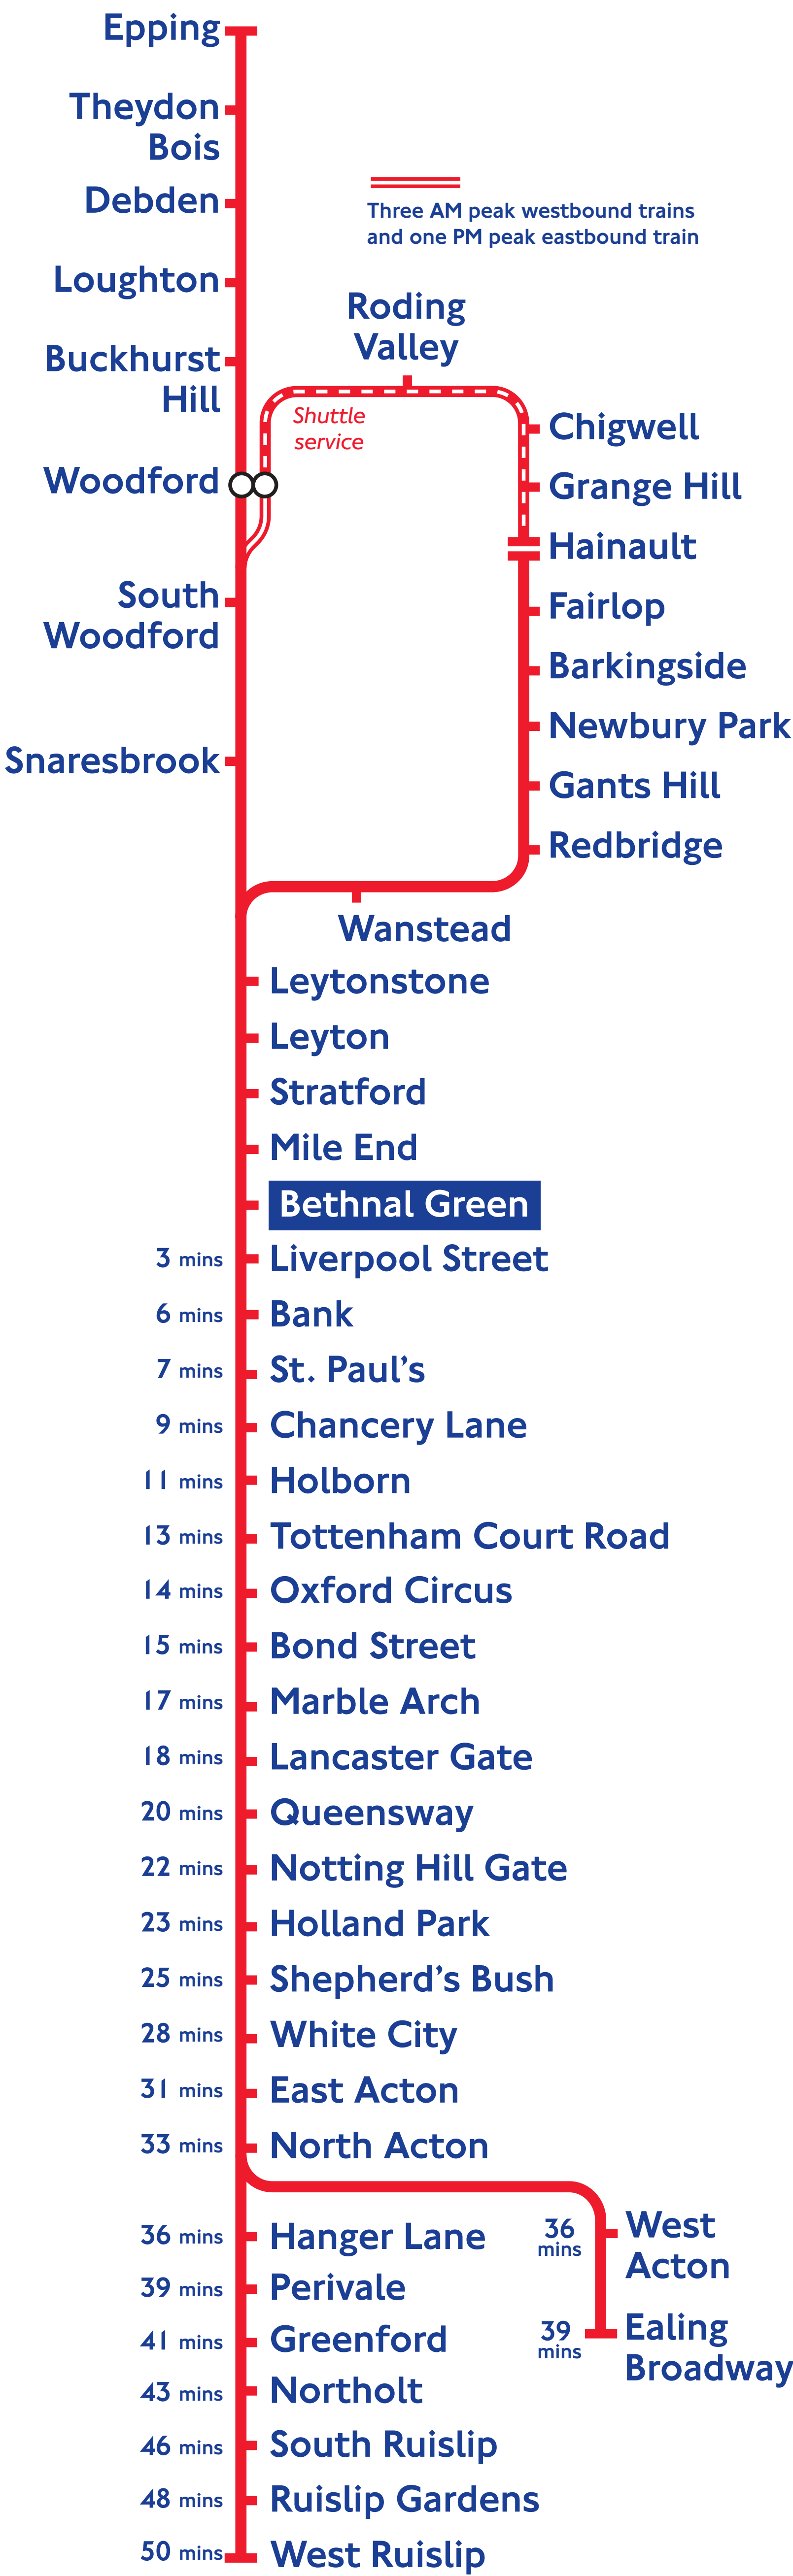 Epping
Theydon
Bois
Debden
Three AM peak westbound trains
and one PM peak eastbound train
Loughton
Roding
Valley
Buckhurst
Hill
Shuttle
service
Chigwell
Woodford
Grange Hill
Hainault
South
Woodford
Fairlop
Barkingside
Newbury Park
Snaresbrook
Gants Hill
Redbridge
Wanstead
Leytonstone
Leyton
Stratford
Mile End
Bethnal Green
3 mins Liverpool Street
6 mins Bank
7 mins St. Paul’s
9 mins Chancery Lane
11 mins Holborn
13 mins Tottenham Court Road
14 mins Oxford Circus
15 mins Bond Street
17 mins Marble Arch
18 mins Lancaster Gate
20 mins Queensway
22 mins Notting Hill Gate
23 mins Holland Park
25 mins Shepherd’s Bush
28 mins White City
31 mins East Acton
33 mins North Acton
36 mins Hanger Lane
36
mins
West
Acton
39 mins Perivale
41 mins Greenford
39
mins
Ealing
Broadway
43 mins Northolt
46 mins South Ruislip
48 mins Ruislip Gardens
50 mins West Ruislip